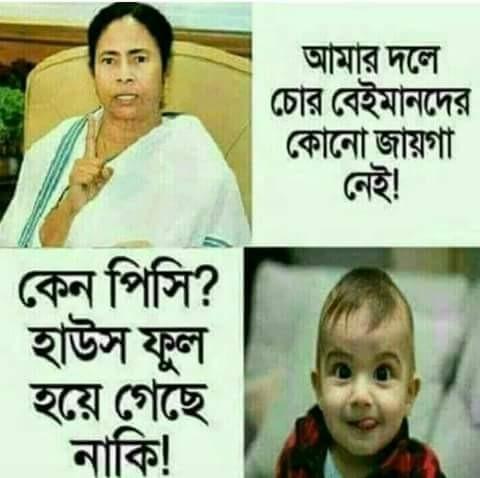 আমার দলে
চোর বেইমানদের
কোনো জায়গা
নেই!
কেন পিসি?
হাউস ফুল
হয়ে গেছে
নাকি!